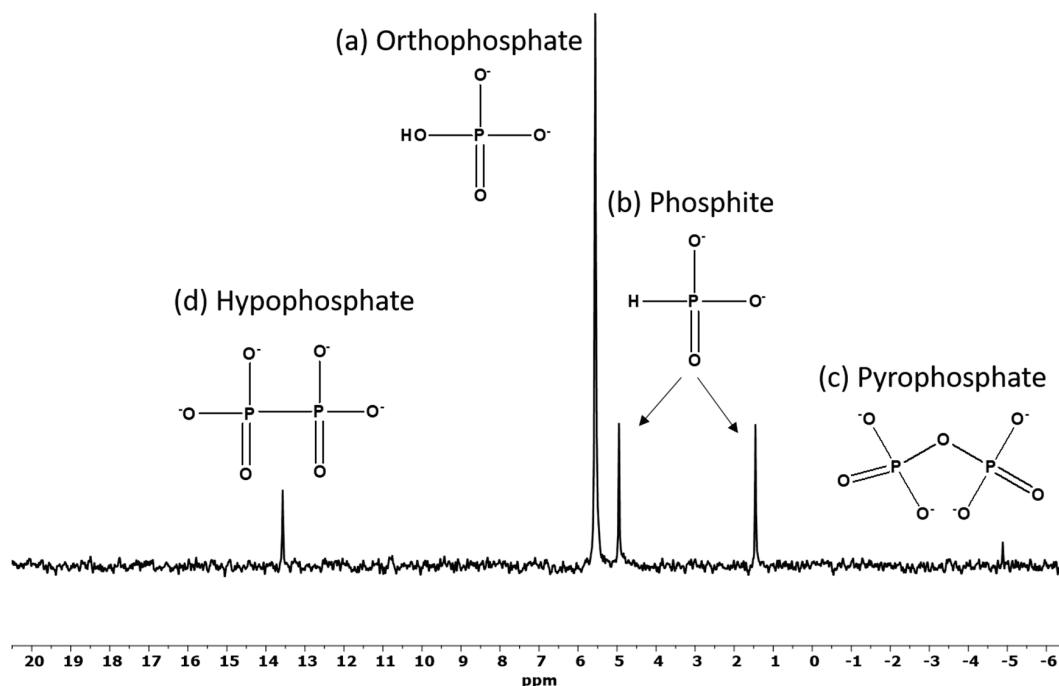 (a) Orthophosphate
O-
HO P O-
O
(b) Phosphite
O-
H P O-
O
(d) Hypophosphate
O- O-
-O P P O-
O O
(c) Pyrophosphate
-O O O-
O P P O
O- -O
20 19 18 17 16 15 14 13 12 11 10 9 8 7 6 5 4 3 2 1 0 -1 -2 -3 -4 -5 -6
ppm